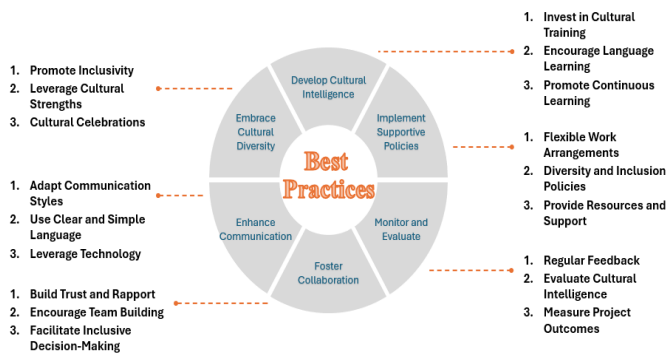 1. Invest in Cultural
Training
2. Encourage Language
Learning
3. Promote Continuous
Learning
1. Promote Inclusivity
2. Leverage Cultural
Strengths
3. Cultural Celebrations
Develop Cultural
Intelligence
Embrace
Cultural
Diversity
Implement
Supportive
Policies
1. Flexible Work
Arrangements
2. Diversity and Inclusion
Policies
3. Provide Resources and
Support
Best
Practices
1. Adapt Communication
Styles
2. Use Clear and Simple
Language
3. Leverage Technology
Enhance
Communication
Monitor and
Evaluate
Foster
Collaboration
1. Regular Feedback
2. Evaluate Cultural
Intelligence
3. Measure Project
Outcomes
1. Build Trust and Rapport
2. Encourage Team Building
3. Facilitate Inclusive
Decision-Making